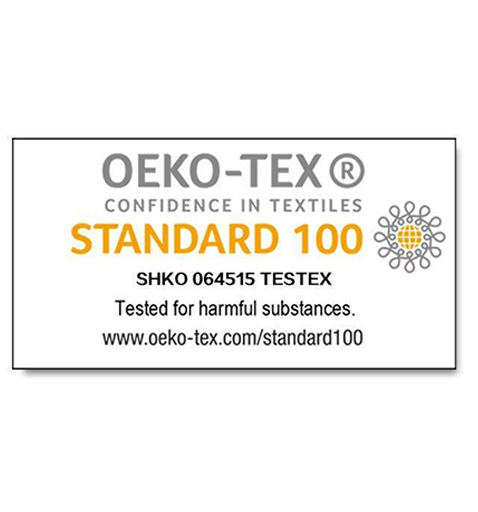 OEKO-TEX®
CONFIDENCE IN TEXTILES
STANDARD 100
SHKO 064515 TESTEX
Tested for harmful substances.
www.oeko-tex.com/standard100